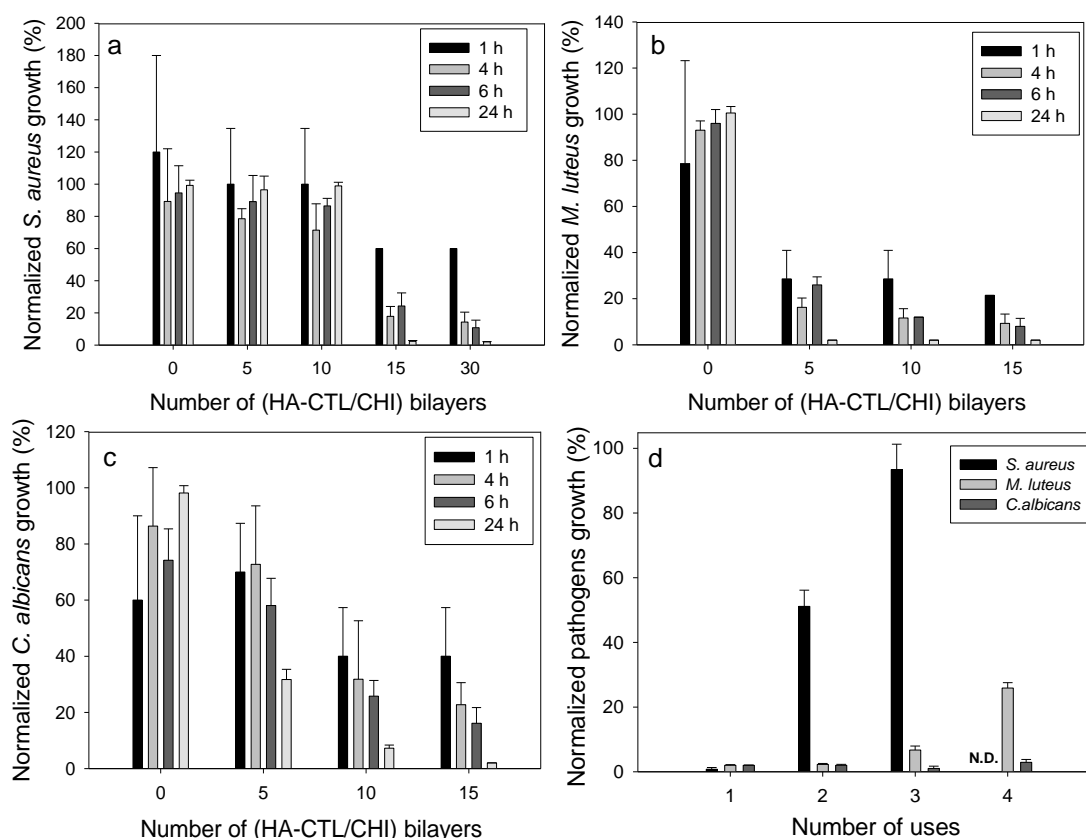 a
Normalized S. aureus growth (%)
200
180
160
140
120
100
80
60
40
20
0
1 h
4 h
6 h
24 h
0 5 10 15 30
Number of (HA-CTL/CHI) bilayers
b
Normalized M. luteus growth (%)
140
120
100
80
60
40
20
0
1 h
4 h
6 h
24 h
0 5 10 15
Number of (HA-CTL/CHI) bilayers
c
Normalized C. albicans growth (%)
120
100
80
60
40
20
0
1 h
4 h
6 h
24 h
0 5 10 15
Number of (HA-CTL/CHI) bilayers
d
Normalized pathogens growth (%)
100
80
60
40
20
0
S. aureus
M. luteus
C.albicans
N.D.
1 2 3 4
Number of uses